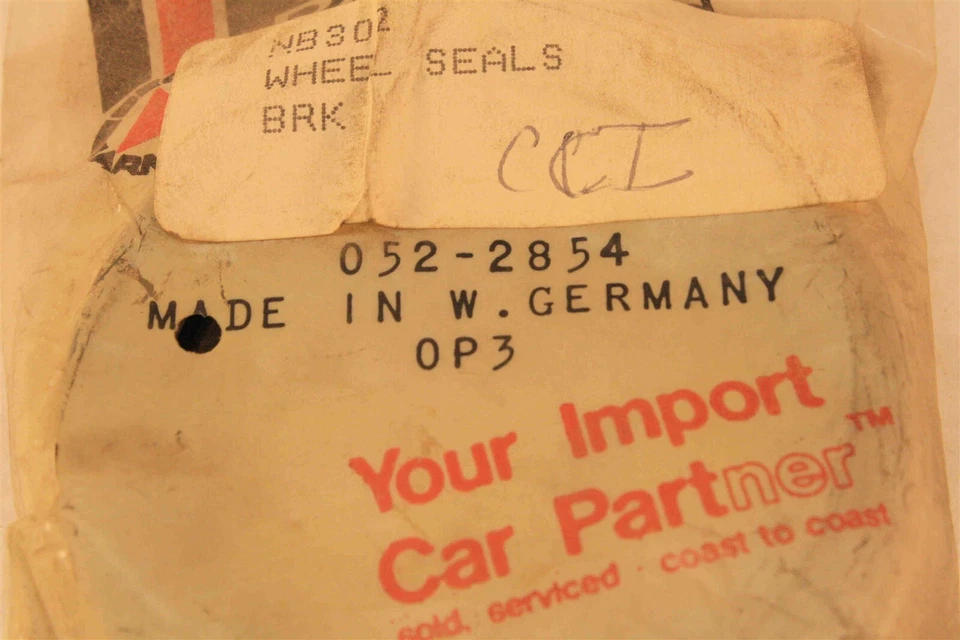 NB302
WHEEL SEALS
BRK
CCI
052-2854
MADE IN W.GERMANY
OP3
Your Import
Car Partner™
sold, serviced · coast to coast